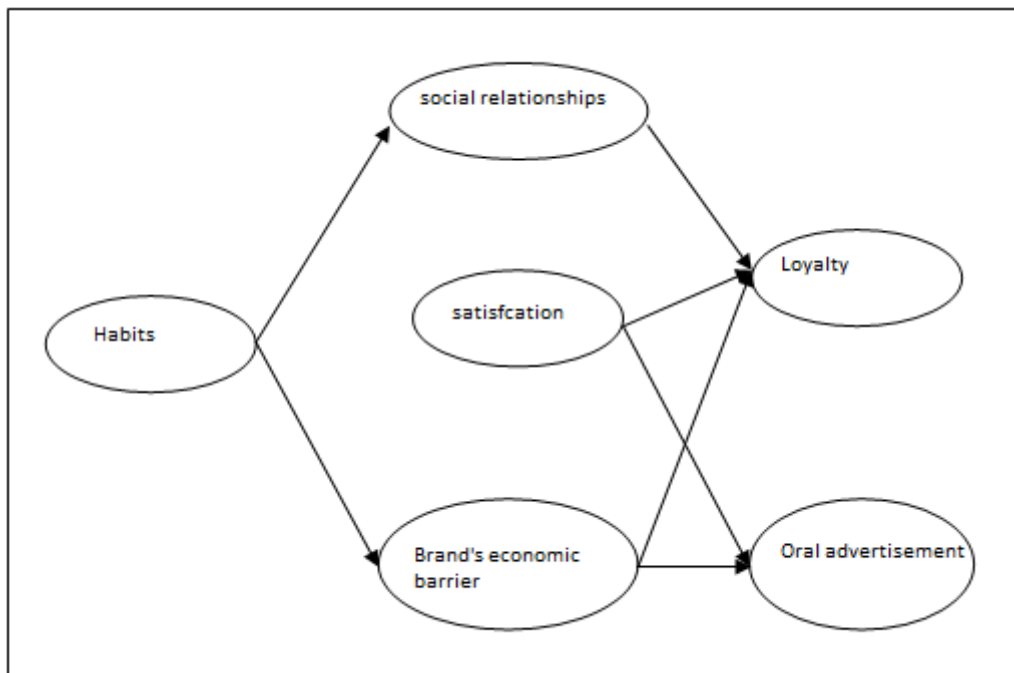 social relationships
Loyalty
satisfcation
Habits
Brand's economic
barrier
Oral advertisement